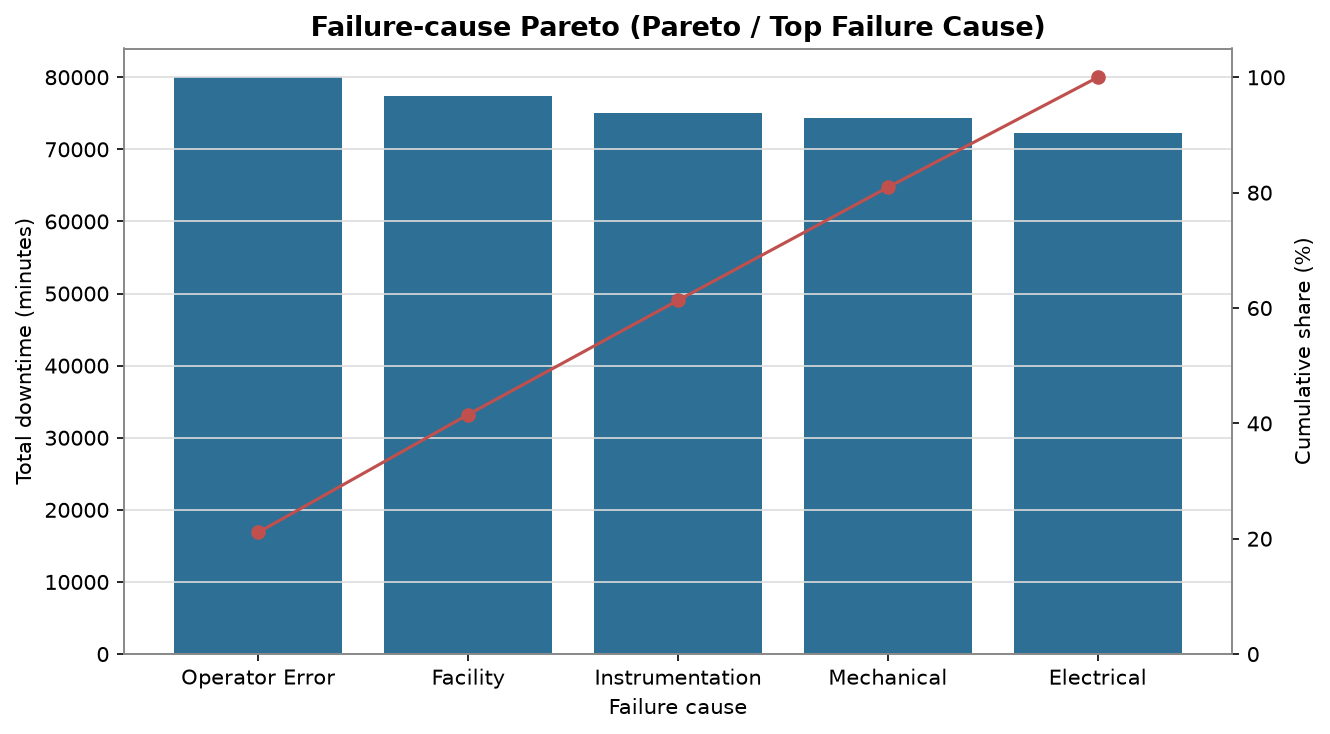 Failure-cause Pareto (Pareto / Top Failure Cause)
Total downtime (minutes)
80000
70000
60000
50000
40000
30000
20000
10000
0
100
80
60
40
20
0
Cumulative share (%)
Operator Error
Facility
Instrumentation
Mechanical
Electrical
Failure cause